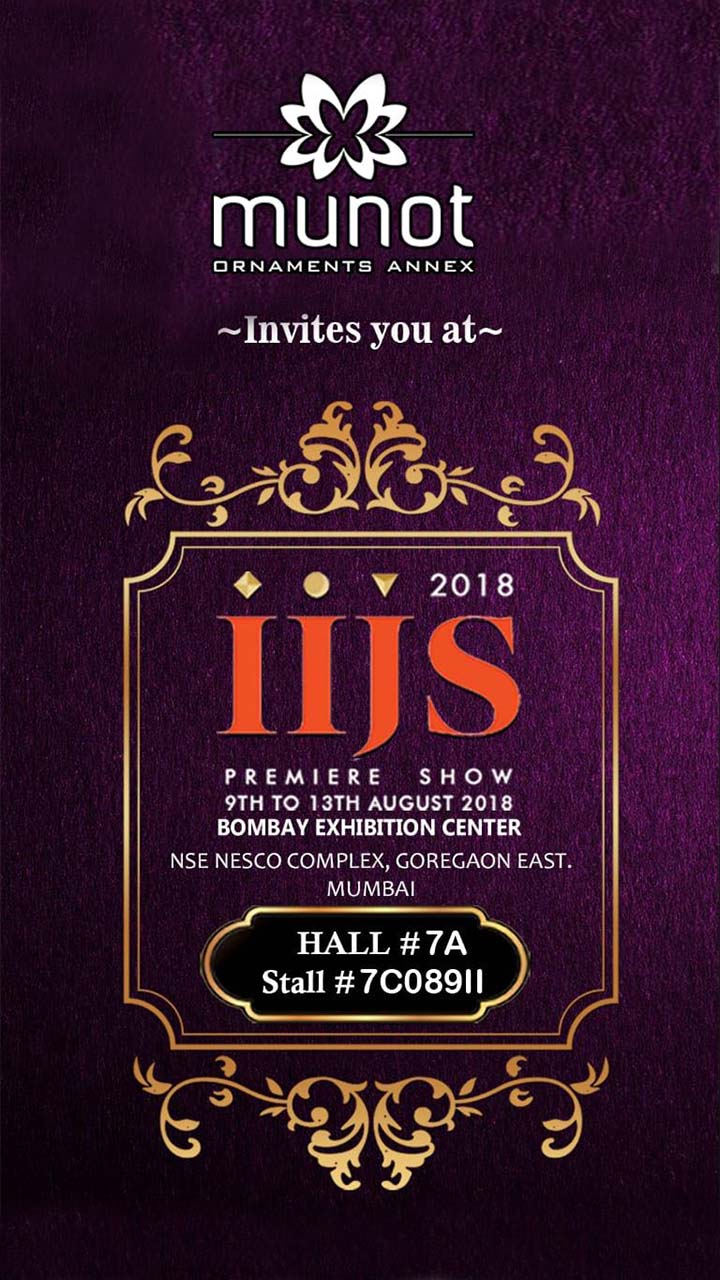 munot
ORNAMENTS ANNEX
~Invites you at~
2018
IIJS
PREMIERE SHOW
9TH TO 13TH AUGUST 2018
BOMBAY EXHIBITION CENTER
NSE NESCO COMPLEX, GOREGAON EAST.
MUMBAI
HALL #7A
Stall #7C089II